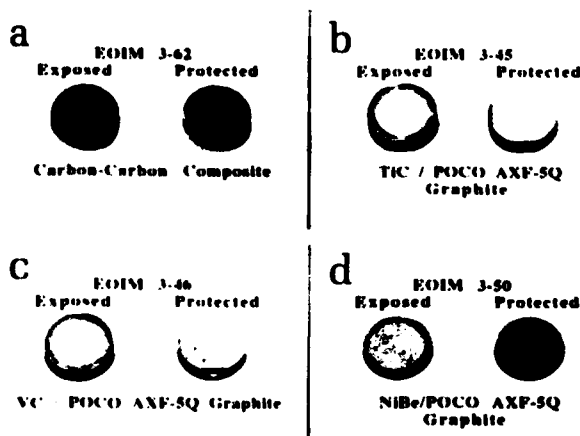 a
EOIM 3-62
Exposed Protected
Carbon-Carbon Composite
b
EOIM 3-45
Exposed Protected
TiC / POCO AXF-5Q
Graphite
c
EOIM 3-46
Exposed Protected
VC POCO AXF-5Q Graphite
d
EOIM 3-50
Exposed Protected
NiBe/POCO AXF-5Q
Graphite